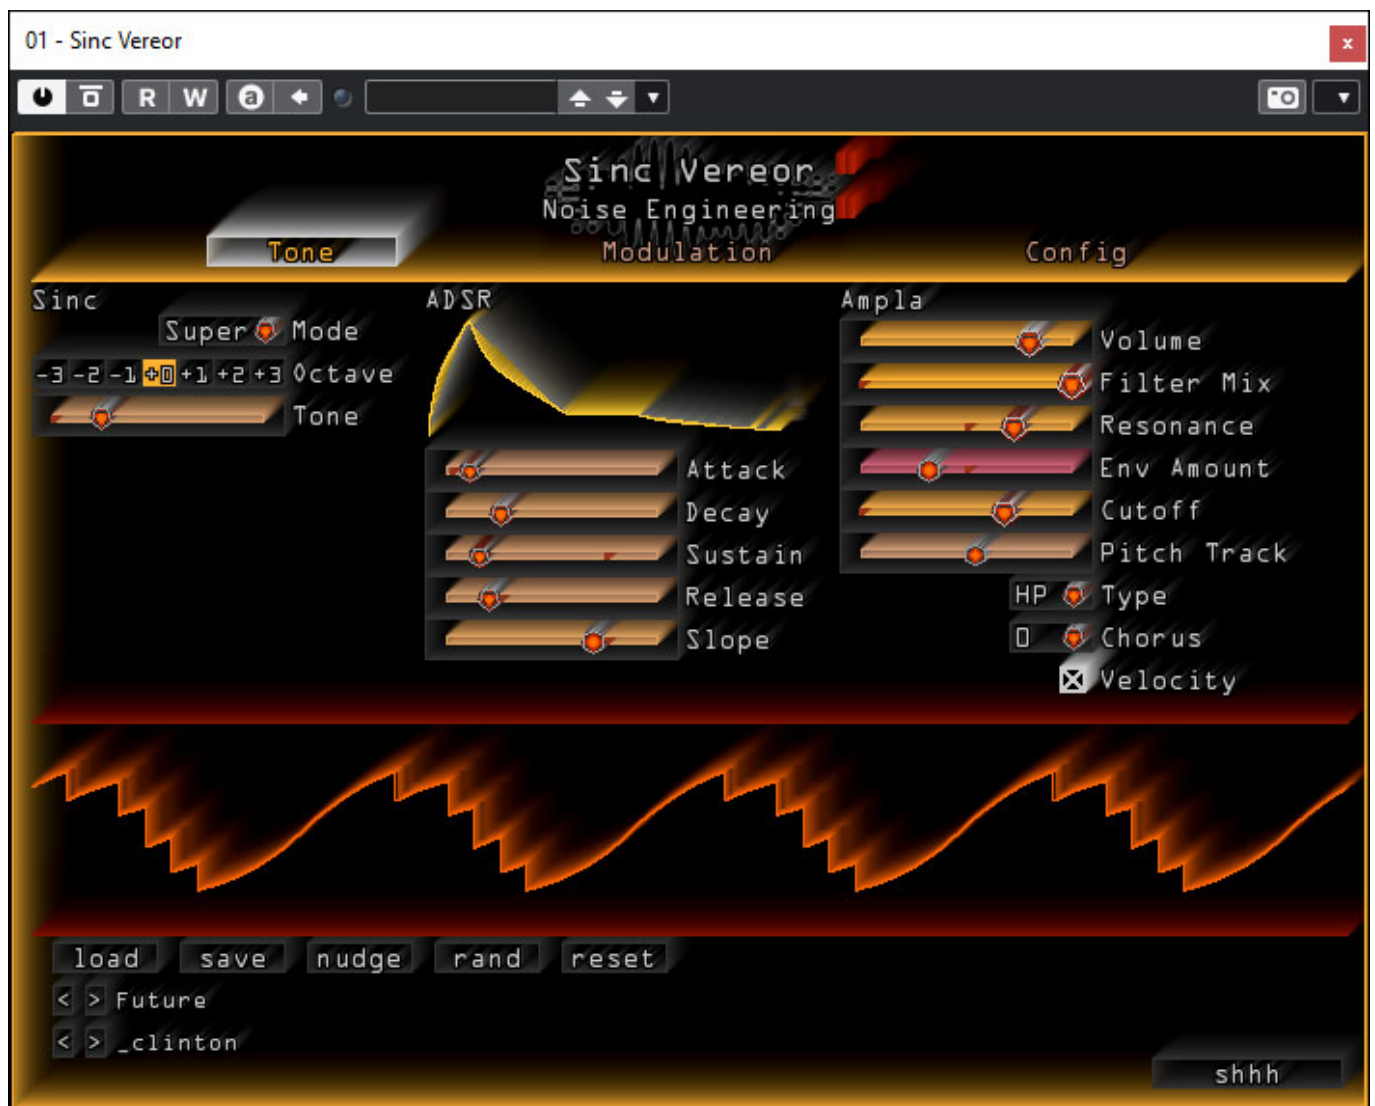 01 - Sinc Vereor
x
R W a
Sinc Vereor
Noise Engineering
Tone Modulation Config
Sinc
Super Mode
-3 -2 -1 +0 +1 +2 +3 Octave
Tone
ADSR
Attack
Decay
Sustain
Release
Slope
Ampla
Volume
Filter Mix
Resonance
Env Amount
Cutoff
Pitch Track
HP Type
0 Chorus
Velocity
load save nudge rand reset
< > Future
< > _clinton
shhh